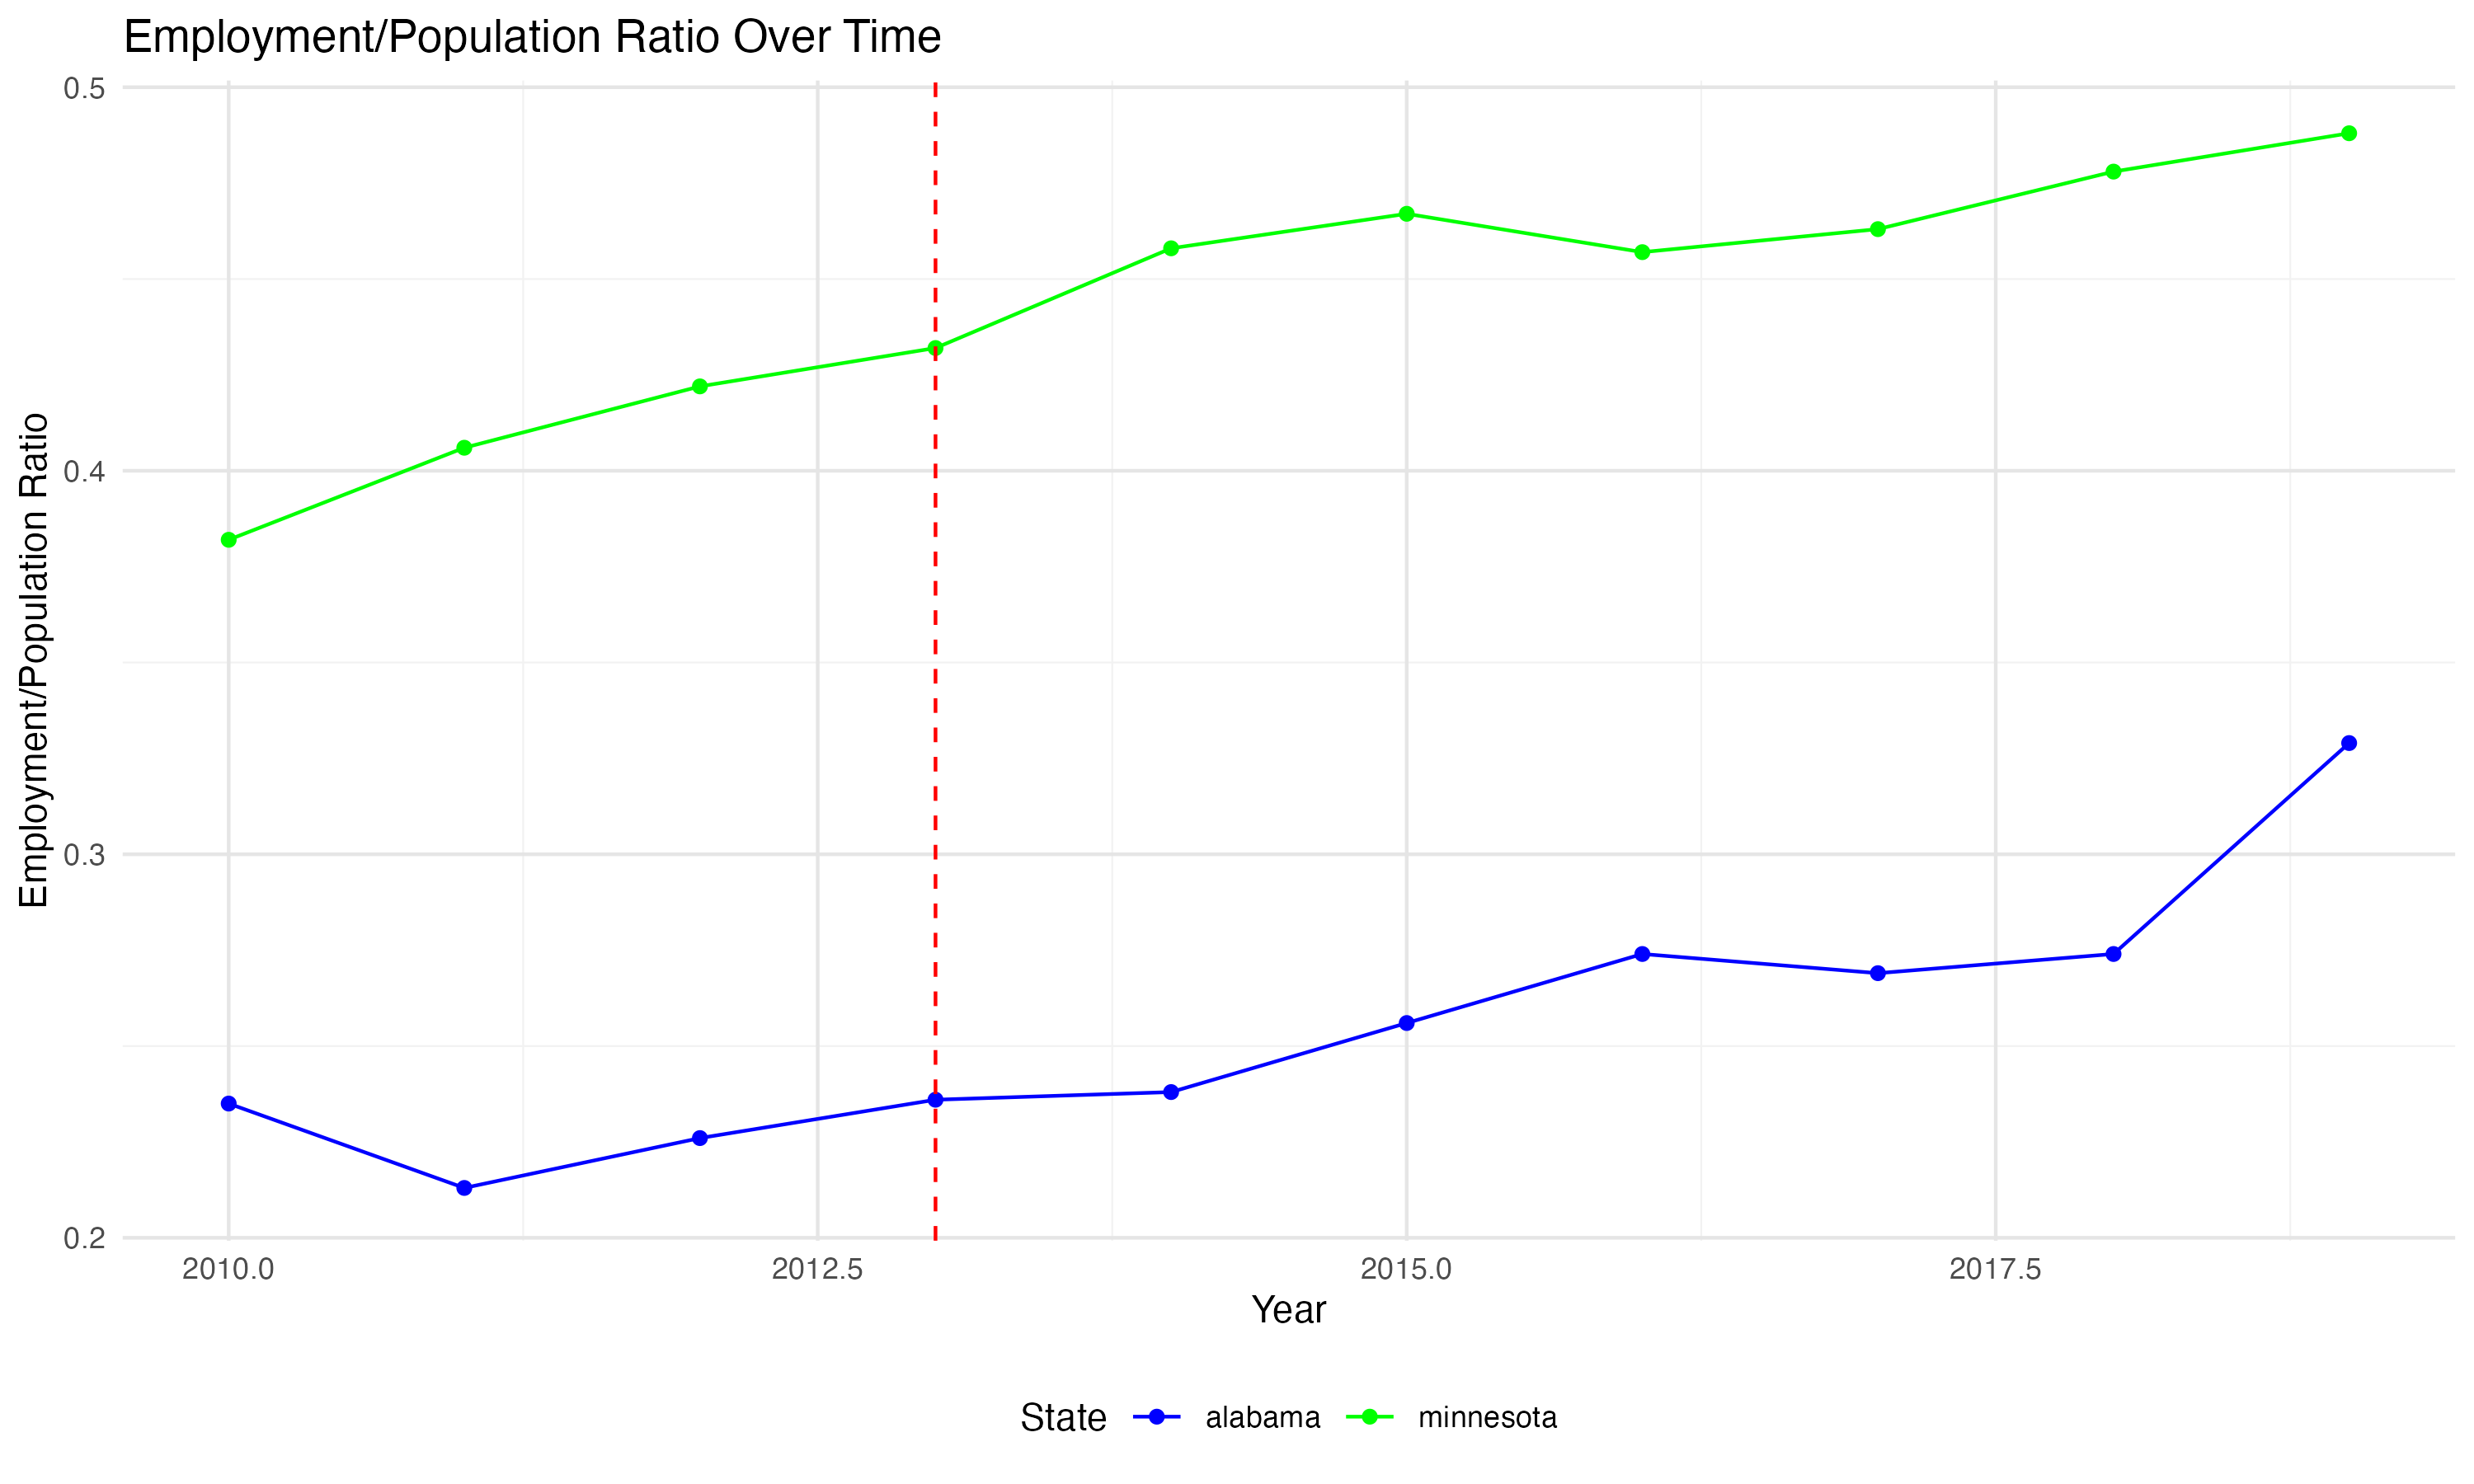 Employment/Population Ratio Over Time
Employment/Population Ratio
0.5
0.4
0.3
0.2
2010.0 2012.5 2015.0 2017.5
Year
State alabama minnesota